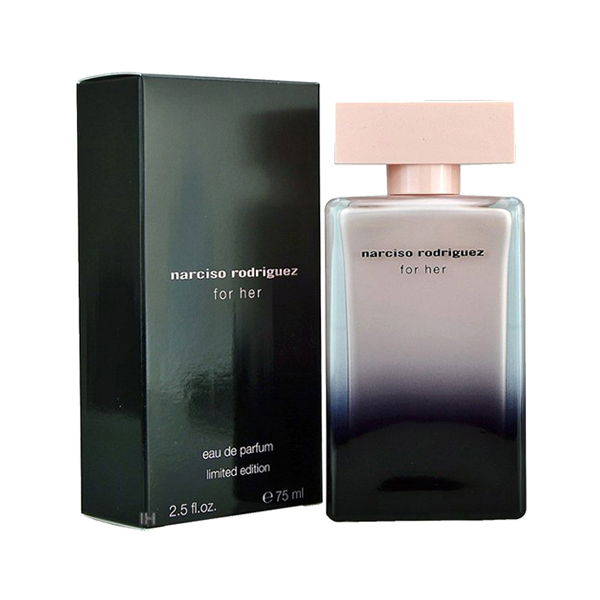 narciso rodriguez
for her
eau de parfum
limited edition
2.5 fl.oz. e 75 ml
IH
narciso rodriguez
for her